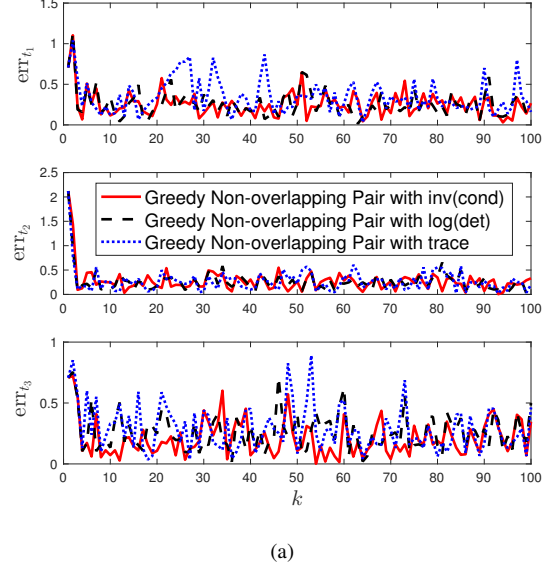 1.5
1
0.5
0
err_{t_1}
0 10 20 30 40 50 60 70 80 90 100
2.5
2
1.5
1
0.5
0
err_{t_2}
Greedy Non-overlapping Pair with inv(cond)
Greedy Non-overlapping Pair with log(det)
Greedy Non-overlapping Pair with trace
0 10 20 30 40 50 60 70 80 90 100
1
0.5
0
err_{t_3}
0 10 20 30 40 50 60 70 80 90 100
k
(a)